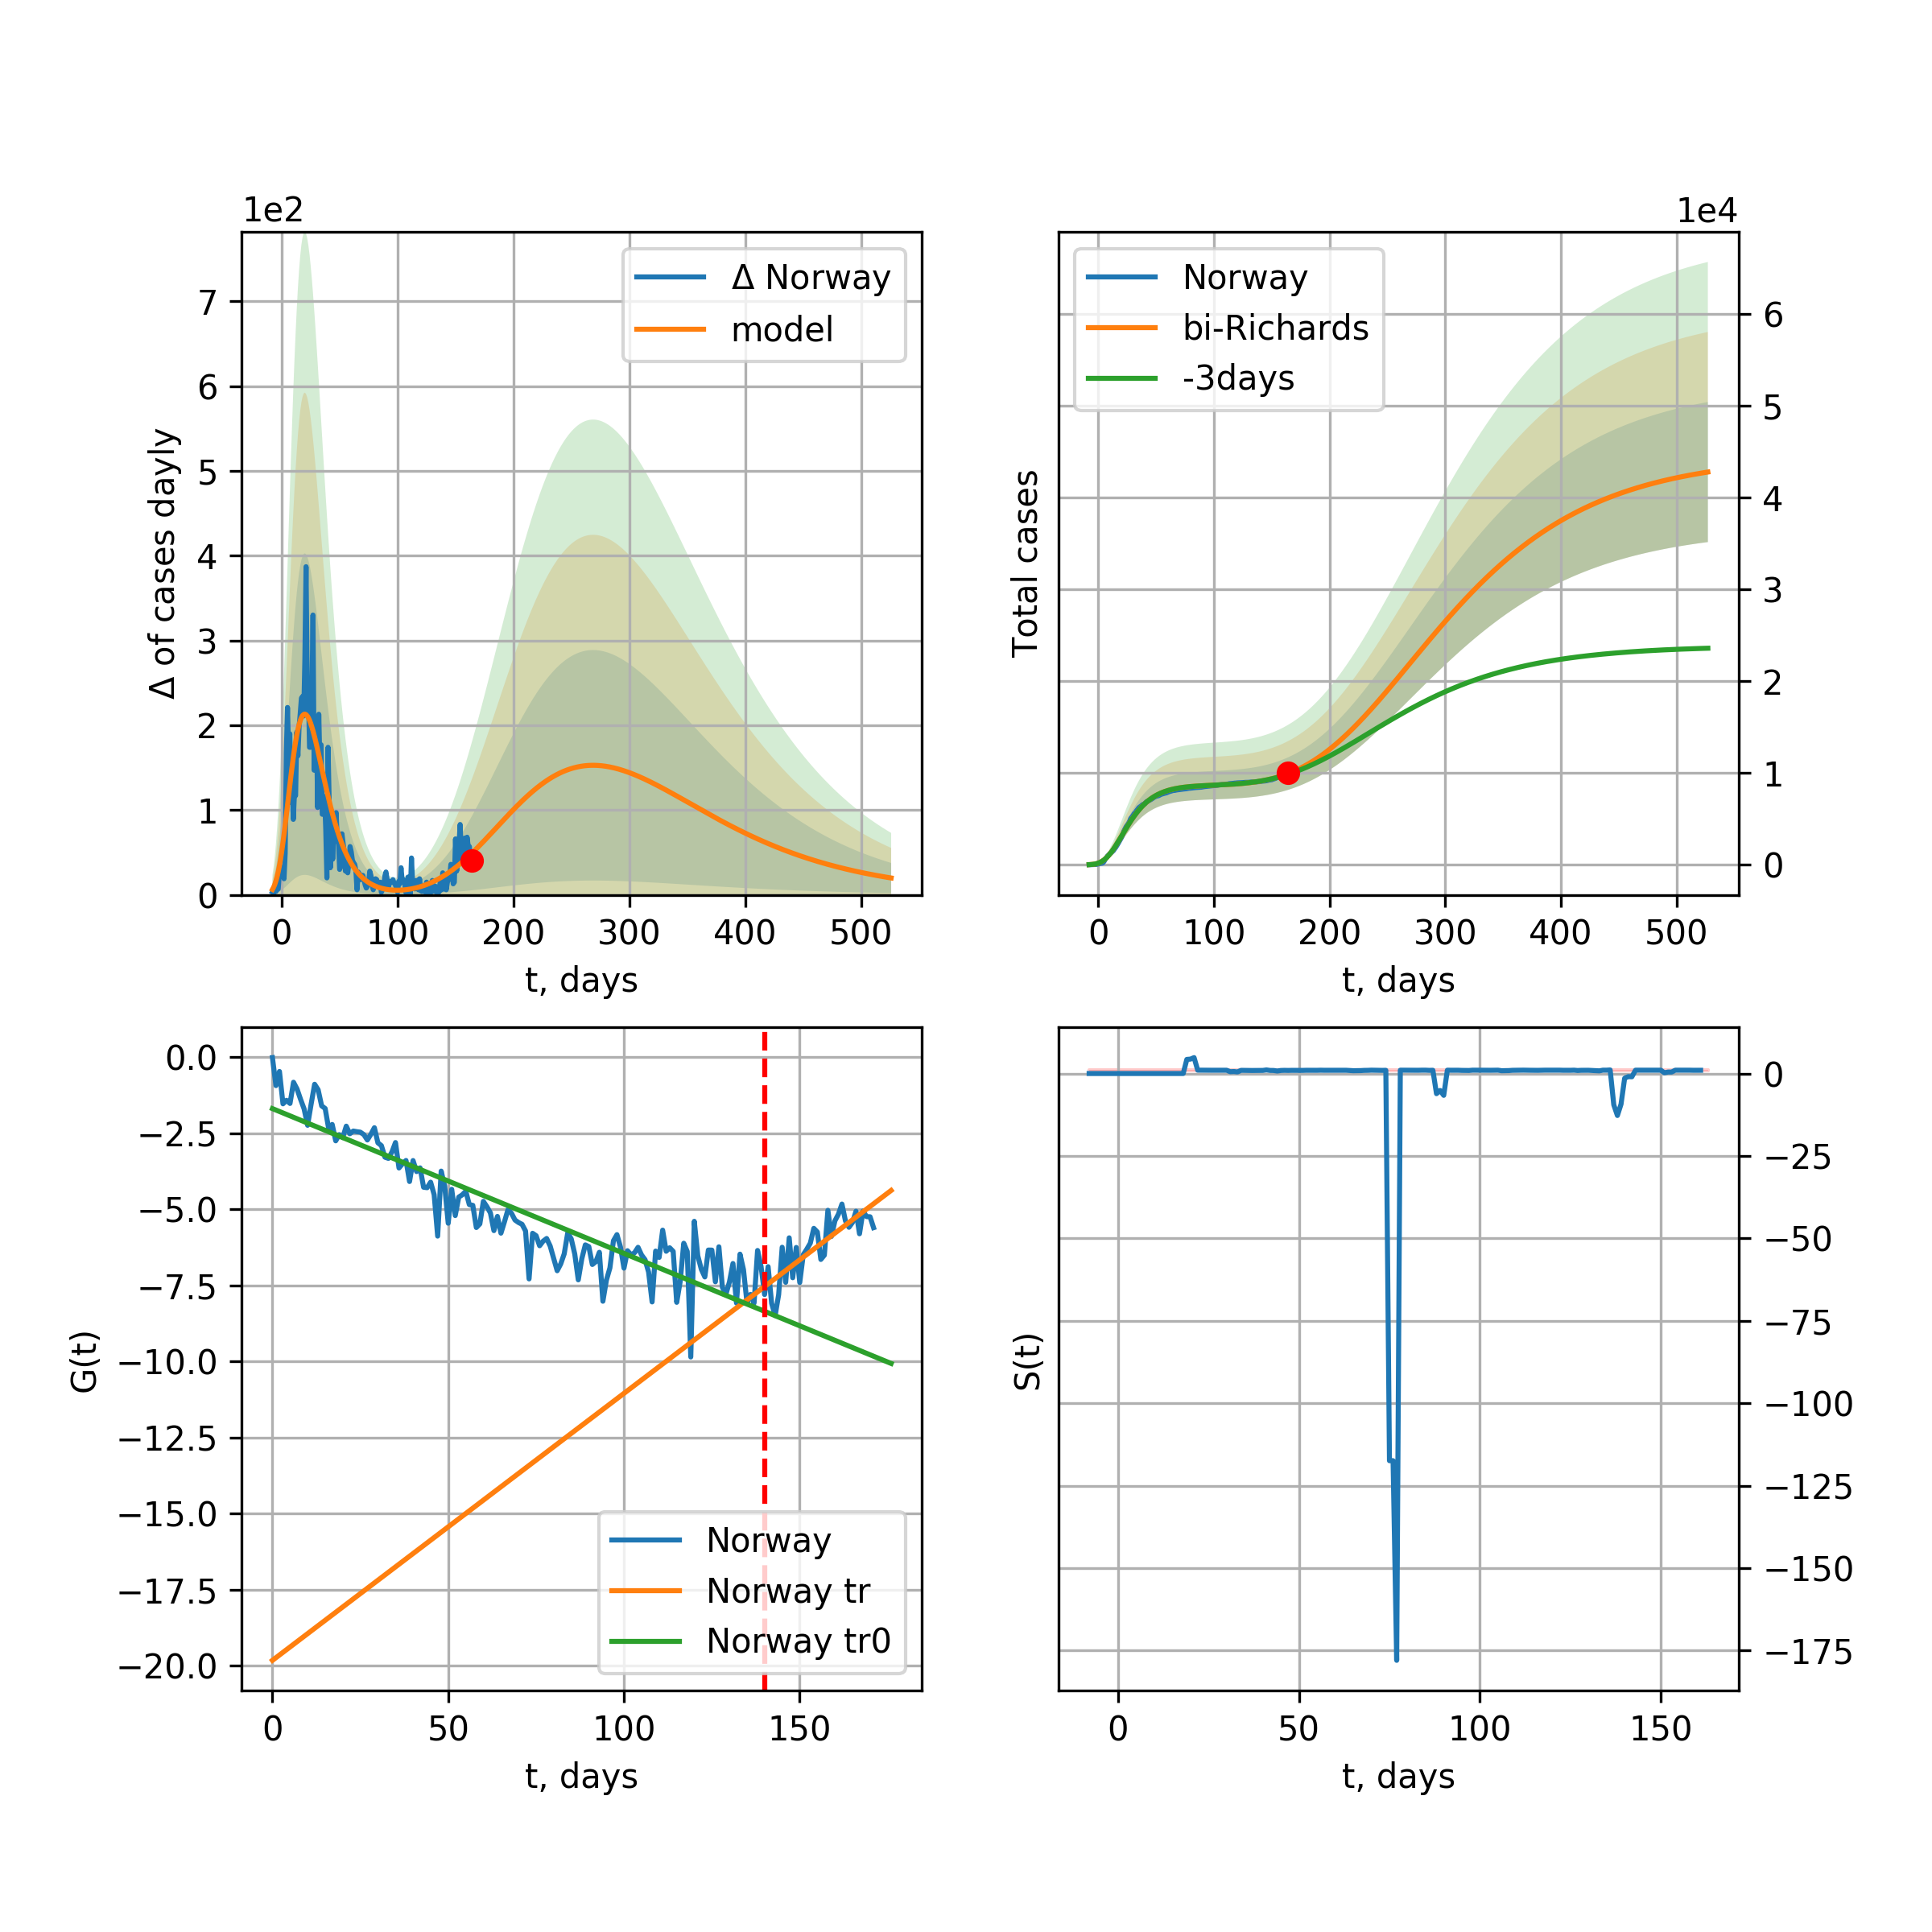 1e2
Δ of cases dayly
7
6
5
4
3
2
1
0
0 100 200 300 400 500
t, days
Δ Norway
model
1e4
Total cases
6
5
4
3
2
1
0
0 100 200 300 400 500
t, days
Norway
bi-Richards
-3days
G(t)
0.0
−2.5
−5.0
−7.5
−10.0
−12.5
−15.0
−17.5
−20.0
0 50 100 150
t, days
Norway
Norway tr
Norway tr0
S(t)
0
−25
−50
−75
−100
−125
−150
−175
0 50 100 150
t, days